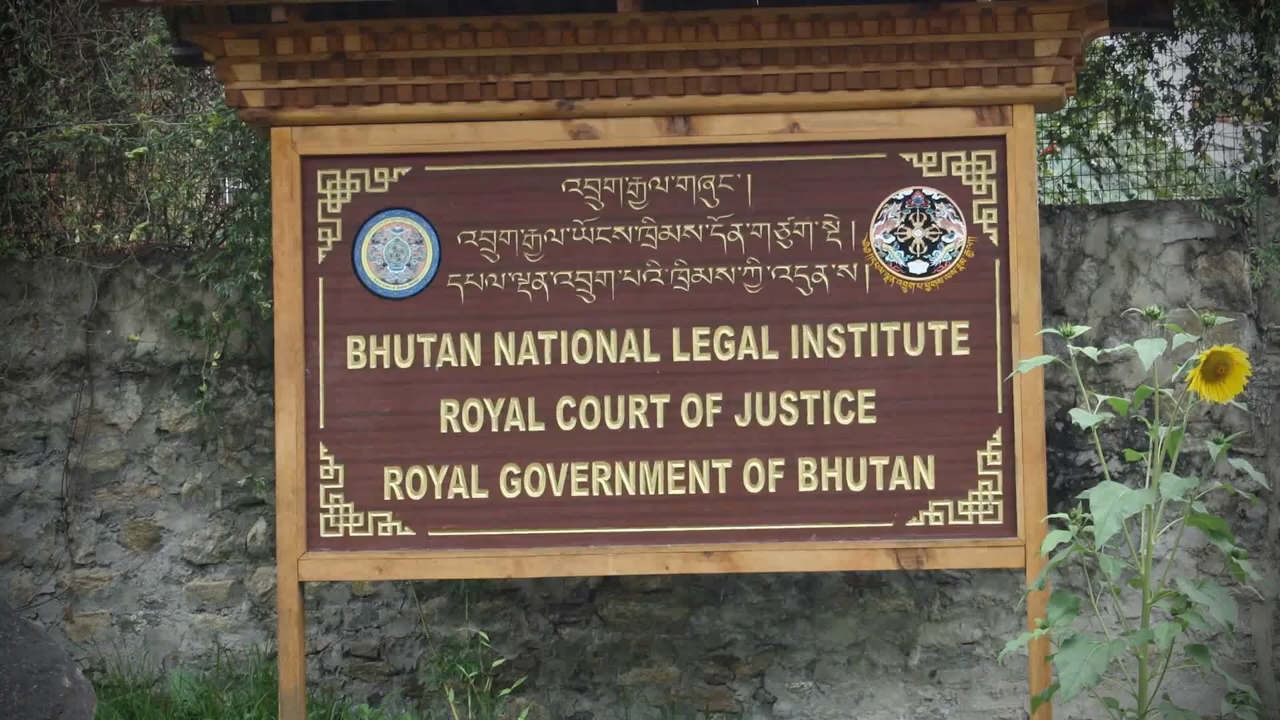 འབྲུག་རྒྱལ་གཞུང་།
འབྲུག་རྒྱལ་ཡོངས་ཁྲིམས་དོན་གཙུག་སྡེ།
དཔལ་ལྡན་འབྲུག་པའི་ཁྲིམས་ཀྱི་འདུན་ས།
BHUTAN NATIONAL LEGAL INSTITUTE
ROYAL COURT OF JUSTICE
ROYAL GOVERNMENT OF BHUTAN